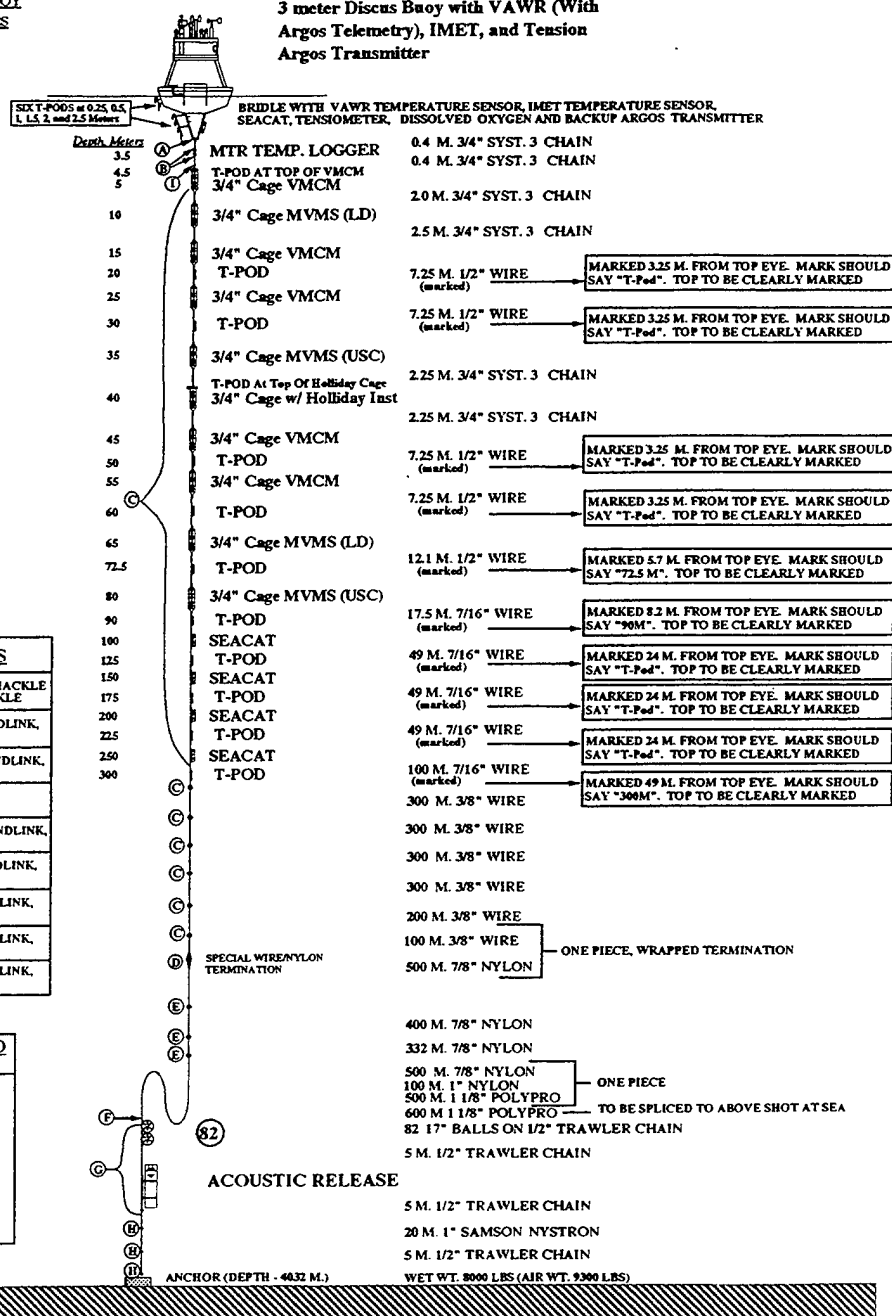 3 meter Discus Buoy with VAWR (With
Argos Telemetry), IMET, and Tension
Argos Transmitter
SIX T-PODS at 0.25, 0.5,
1, 1.5, 2, and 2.5 Meters
BRIDLE WITH VAWR TEMPERATURE SENSOR, IMET TEMPERATURE SENSOR,
SEACAT, TENSIOMETER, DISSOLVED OXYGEN AND BACKUP ARGOS TRANSMITTER
Depth Meters
A
0.4 M. 3/4" SYST. 3 CHAIN
3.5 MTR TEMP. LOGGER
B
0.4 M. 3/4" SYST. 3 CHAIN
4.5 T-POD AT TOP OF VMCM
5 I 3/4" Cage VMCM
2.0 M. 3/4" SYST. 3 CHAIN
10 3/4" Cage MVMS (LD)
2.5 M. 3/4" SYST. 3 CHAIN
15 3/4" Cage VMCM
20 T-POD 7.25 M. 1/2" WIRE
(marked)
MARKED 3.25 M. FROM TOP EYE. MARK SHOULD
SAY "T-Pod". TOP TO BE CLEARLY MARKED
25 3/4" Cage VMCM
30 T-POD 7.25 M. 1/2" WIRE
(marked)
MARKED 3.25 M. FROM TOP EYE. MARK SHOULD
SAY "T-Pod". TOP TO BE CLEARLY MARKED
35 3/4" Cage MVMS (USC)
2.25 M. 3/4" SYST. 3 CHAIN
T-POD At Top Of Holliday Cage
40 3/4" Cage w/ Holliday Inst
2.25 M. 3/4" SYST. 3 CHAIN
45 3/4" Cage VMCM
50 T-POD 7.25 M. 1/2" WIRE
(marked)
MARKED 3.25 M. FROM TOP EYE. MARK SHOULD
SAY "T-Pod". TOP TO BE CLEARLY MARKED
55 3/4" Cage VMCM
C
60 T-POD 7.25 M. 1/2" WIRE
(marked)
MARKED 3.25 M. FROM TOP EYE. MARK SHOULD
SAY "T-Pod". TOP TO BE CLEARLY MARKED
65 3/4" Cage MVMS (LD)
72.5 T-POD 12.1 M. 1/2" WIRE
(marked)
MARKED 5.7 M. FROM TOP EYE. MARK SHOULD
SAY "72.5 M". TOP TO BE CLEARLY MARKED
80 3/4" Cage MVMS (USC)
90 T-POD 17.5 M. 7/16" WIRE
(marked)
MARKED 8.2 M. FROM TOP EYE. MARK SHOULD
SAY "90M". TOP TO BE CLEARLY MARKED
100 SEACAT
125 T-POD 49 M. 7/16" WIRE
(marked)
MARKED 24 M. FROM TOP EYE. MARK SHOULD
SAY "T-Pod". TOP TO BE CLEARLY MARKED
150 SEACAT
175 T-POD 49 M. 7/16" WIRE
(marked)
MARKED 24 M. FROM TOP EYE. MARK SHOULD
SAY "T-Pod". TOP TO BE CLEARLY MARKED
200 SEACAT
225 T-POD 49 M. 7/16" WIRE
(marked)
MARKED 24 M. FROM TOP EYE. MARK SHOULD
SAY "T-Pod". TOP TO BE CLEARLY MARKED
250 SEACAT
300 T-POD 100 M. 7/16" WIRE
(marked)
MARKED 49 M. FROM TOP EYE. MARK SHOULD
SAY "300M". TOP TO BE CLEARLY MARKED
C
300 M. 3/8" WIRE
C
300 M. 3/8" WIRE
C
300 M. 3/8" WIRE
C
300 M. 3/8" WIRE
C
200 M. 3/8" WIRE
C
100 M. 3/8" WIRE
ONE PIECE, WRAPPED TERMINATION
D SPECIAL WIRE/NYLON
TERMINATION
500 M. 7/8" NYLON
E
400 M. 7/8" NYLON
E
332 M. 7/8" NYLON
E
500 M. 7/8" NYLON
100 M. 1" NYLON
ONE PIECE
500 M. 1 1/8" POLYPRO
600 M 1 1/8" POLYPRO TO BE SPLICED TO ABOVE SHOT AT SEA
F
82
82 17" BALLS ON 1/2" TRAWLER CHAIN
5 M. 1/2" TRAWLER CHAIN
G
ACOUSTIC RELEASE
5 M. 1/2" TRAWLER CHAIN
H
20 M. 1" SAMSON NYSTRON
H
5 M. 1/2" TRAWLER CHAIN
H
ANCHOR (DEPTH - 4032 M.) WET WT. 8000 LBS (AIR WT. 9300 LBS)